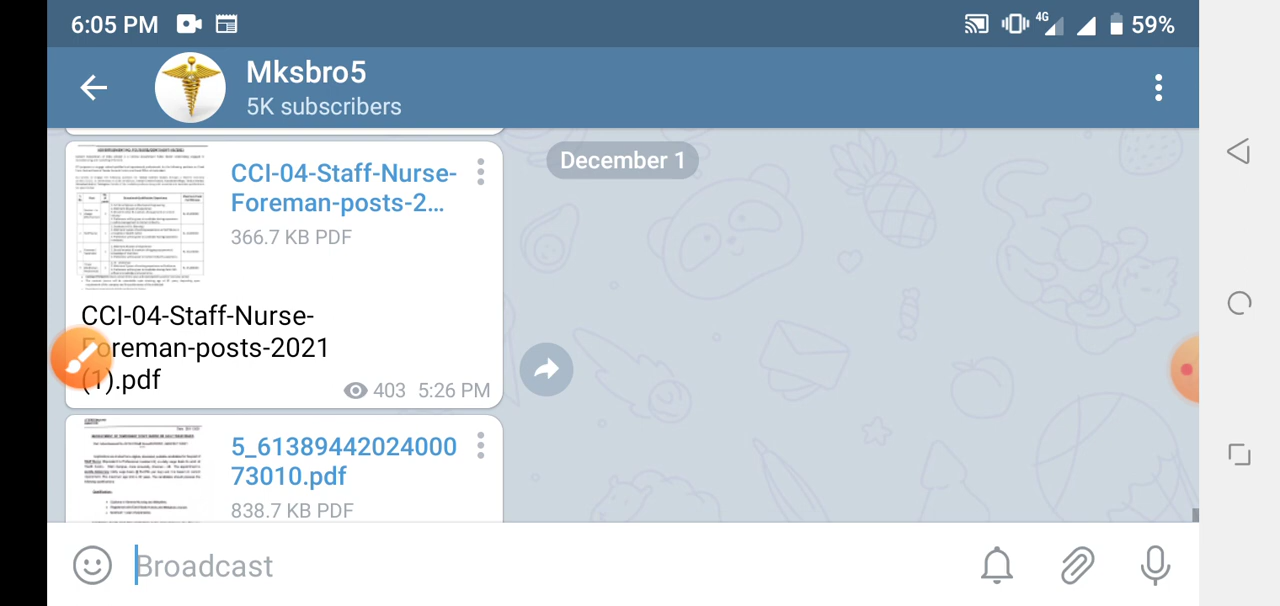 6:05 PM
4G
59%
Mksbro5
5K subscribers
December 1
CCI-04-Staff-Nurse-
Foreman-posts-2...
366.7 KB PDF
CCI-04-Staff-Nurse-
Foreman-posts-2021
(1).pdf
403 5:26 PM
5_61389442024000
73010.pdf
838.7 KB PDF
Broadcast